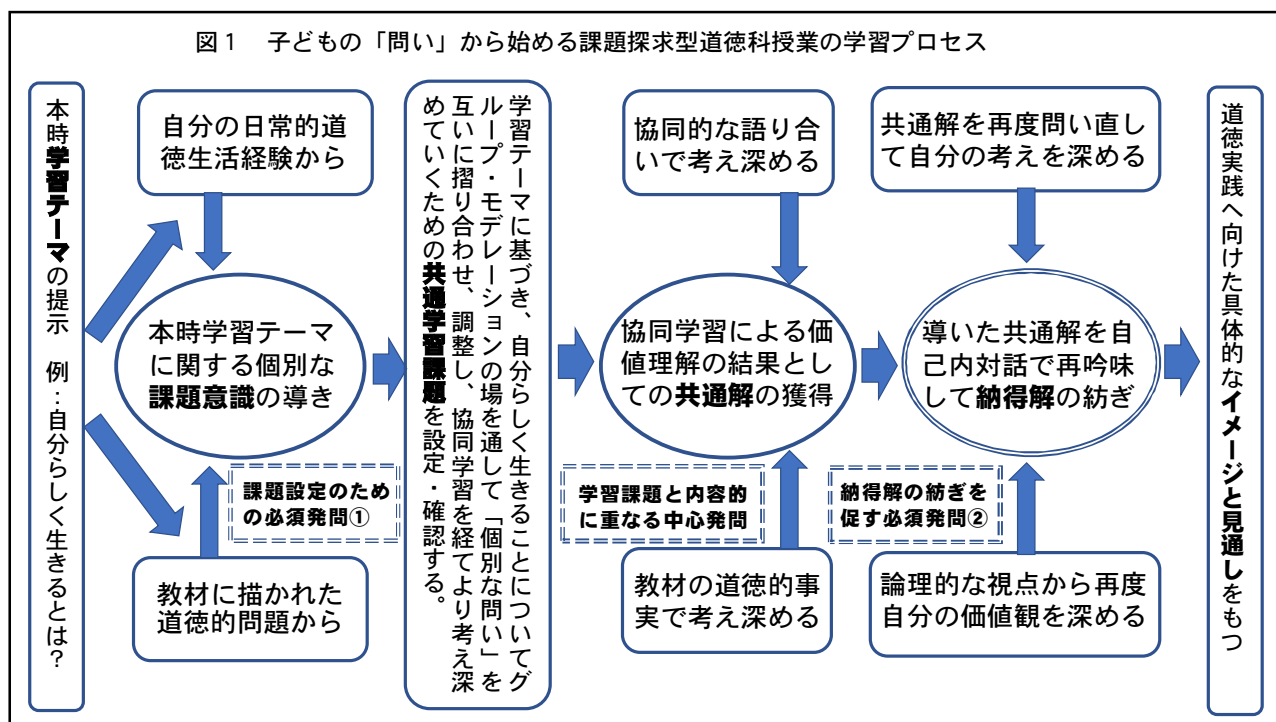 図１　子どもの「問い」から始める課題探求型道徳科授業の学習プロセス
本時学習テーマの提示　例：自分らしく生きるとは？
自分の日常的道
徳生活経験から
本時学習テーマ
に関する個別な
課題意識の導き
課題設定のため
の必須発問①
教材に描かれた
道徳的問題から
学習テーマに基づき、自分らしく生きることについてグ
ループ・モデレーションの場を通して「個別な問い」を
互いに摺り合わせ、調整し、協同学習を経てより考え深
めていくための共通学習課題を設定・確認する。
協同的な語り合
いで考え深める
協同学習による価
値理解の結果とし
ての共通解の獲得
学習課題と内容的
に重なる中心発問
教材の道徳的事
実で考え深める
共通解を再度問い直し
て自分の考えを深める
導いた共通解を自
己内対話で再吟味
して納得解の紡ぎ
納得解の紡ぎを
促す必須発問②
論理的な視点から再度
自分の価値観を深める
道徳実践へ向けた具体的なイメージと見通しをもつ